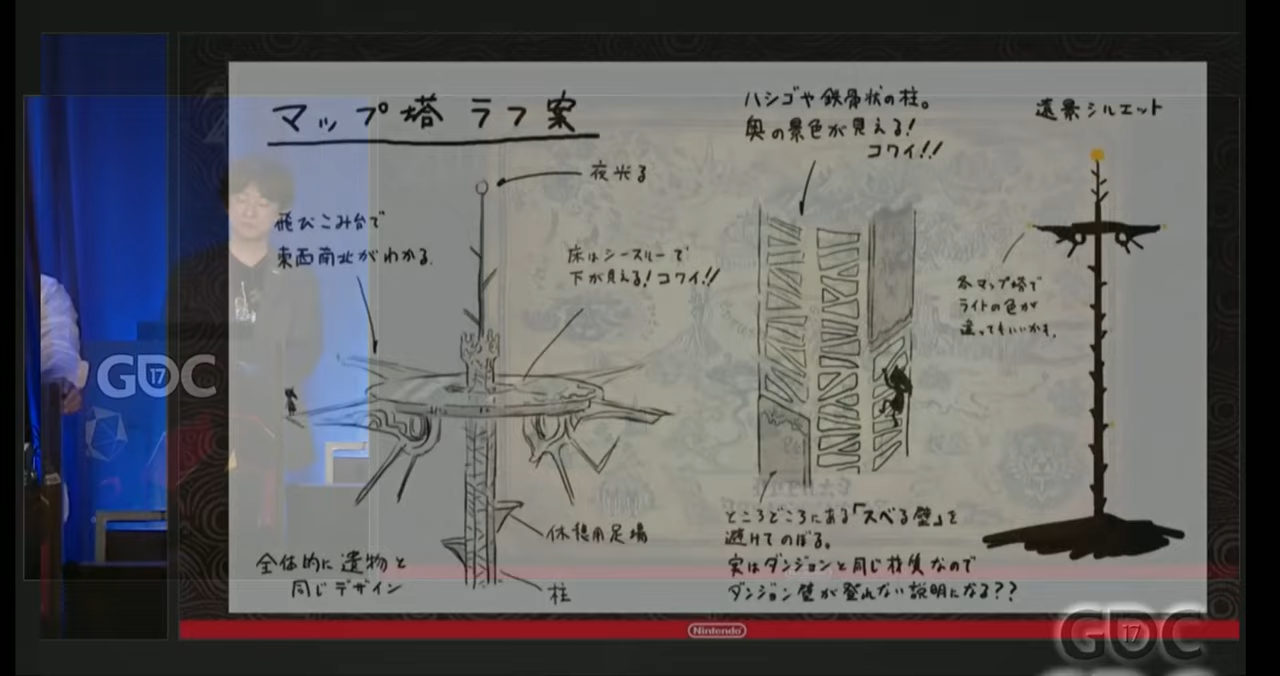 マップ塔 ラフ案
夜光る
飛びこみ台で
東西南北がわかる。
床はシースルーで
下が見える!コワイ!!
休憩用足場
柱
全体的に遺物と
同じデザイン
ハシゴや鉄骨状の柱。
奥の景色が見える!
コワイ!!
ところどころにある「スベる壁」を
避けてのぼる。
実はダンジョンと同じ材質なので
ダンジョン壁が登れない説明になる??
遠景シルエット
各マップ塔で
ライトの色が
違ってもいいかも。
GDC 17
Nintendo
GDC 17